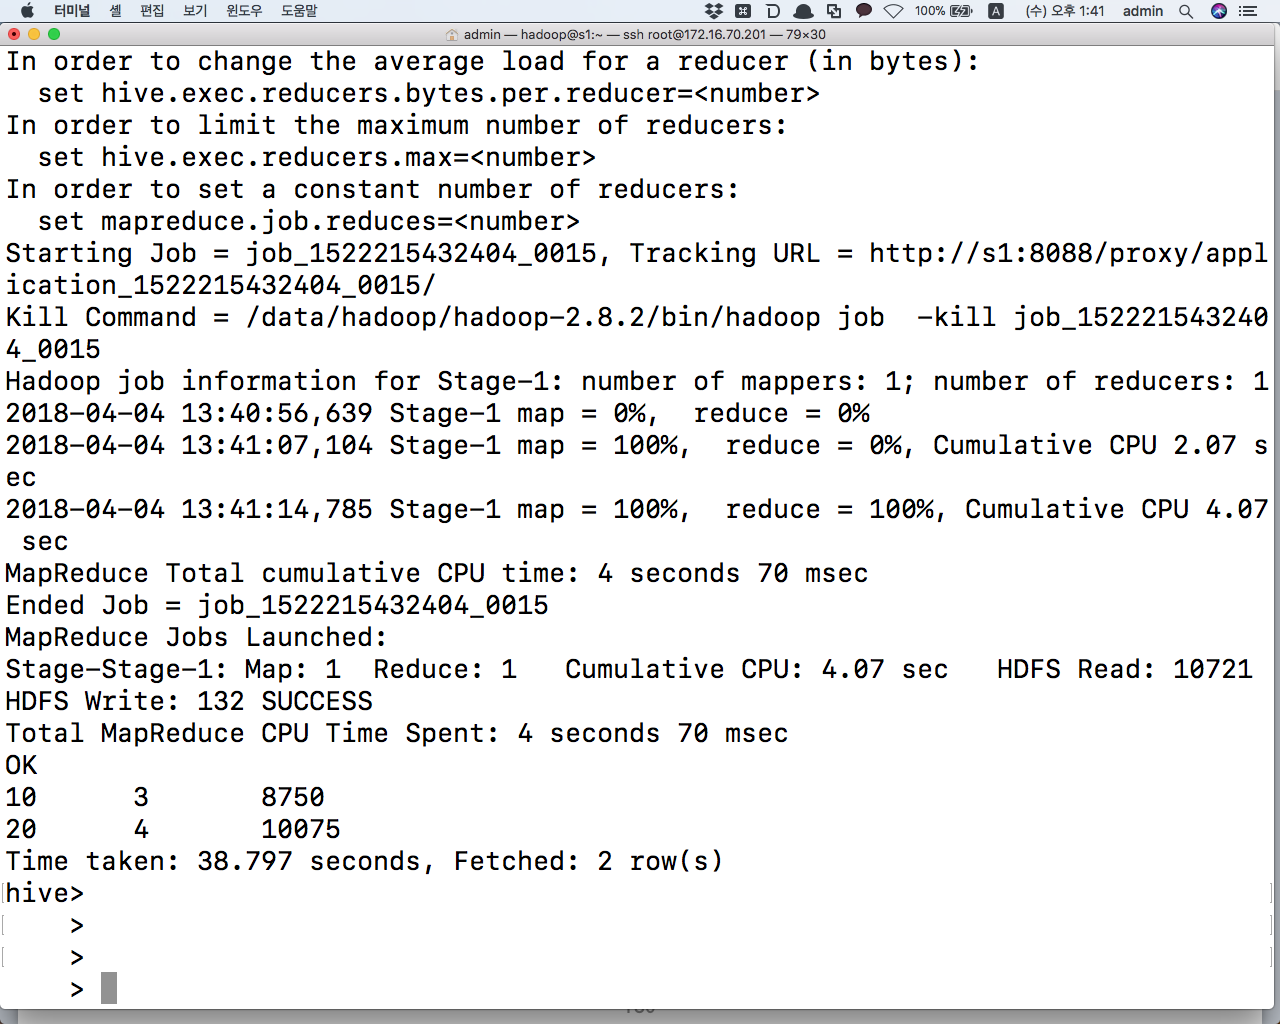 터미널 셸 편집 보기 윈도우 도움말 100% A (수) 오후 1:41 admin
admin — hadoop@s1:~ — ssh root@172.16.70.201 — 79×30
In order to change the average load for a reducer (in bytes):
  set hive.exec.reducers.bytes.per.reducer=<number>
In order to limit the maximum number of reducers:
  set hive.exec.reducers.max=<number>
In order to set a constant number of reducers:
  set mapreduce.job.reduces=<number>
Starting Job = job_1522215432404_0015, Tracking URL = http://s1:8088/proxy/appl
ication_1522215432404_0015/
Kill Command = /data/hadoop/hadoop-2.8.2/bin/hadoop job  -kill job_152221543240
4_0015
Hadoop job information for Stage-1: number of mappers: 1; number of reducers: 1
2018-04-04 13:40:56,639 Stage-1 map = 0%,  reduce = 0%
2018-04-04 13:41:07,104 Stage-1 map = 100%,  reduce = 0%, Cumulative CPU 2.07 s
ec
2018-04-04 13:41:14,785 Stage-1 map = 100%,  reduce = 100%, Cumulative CPU 4.07
 sec
MapReduce Total cumulative CPU time: 4 seconds 70 msec
Ended Job = job_1522215432404_0015
MapReduce Jobs Launched:
Stage-Stage-1: Map: 1  Reduce: 1   Cumulative CPU: 4.07 sec   HDFS Read: 10721
HDFS Write: 132 SUCCESS
Total MapReduce CPU Time Spent: 4 seconds 70 msec
OK
10      3       8750
20      4       10075
Time taken: 38.797 seconds, Fetched: 2 row(s)
hive>
    >
    >
    >